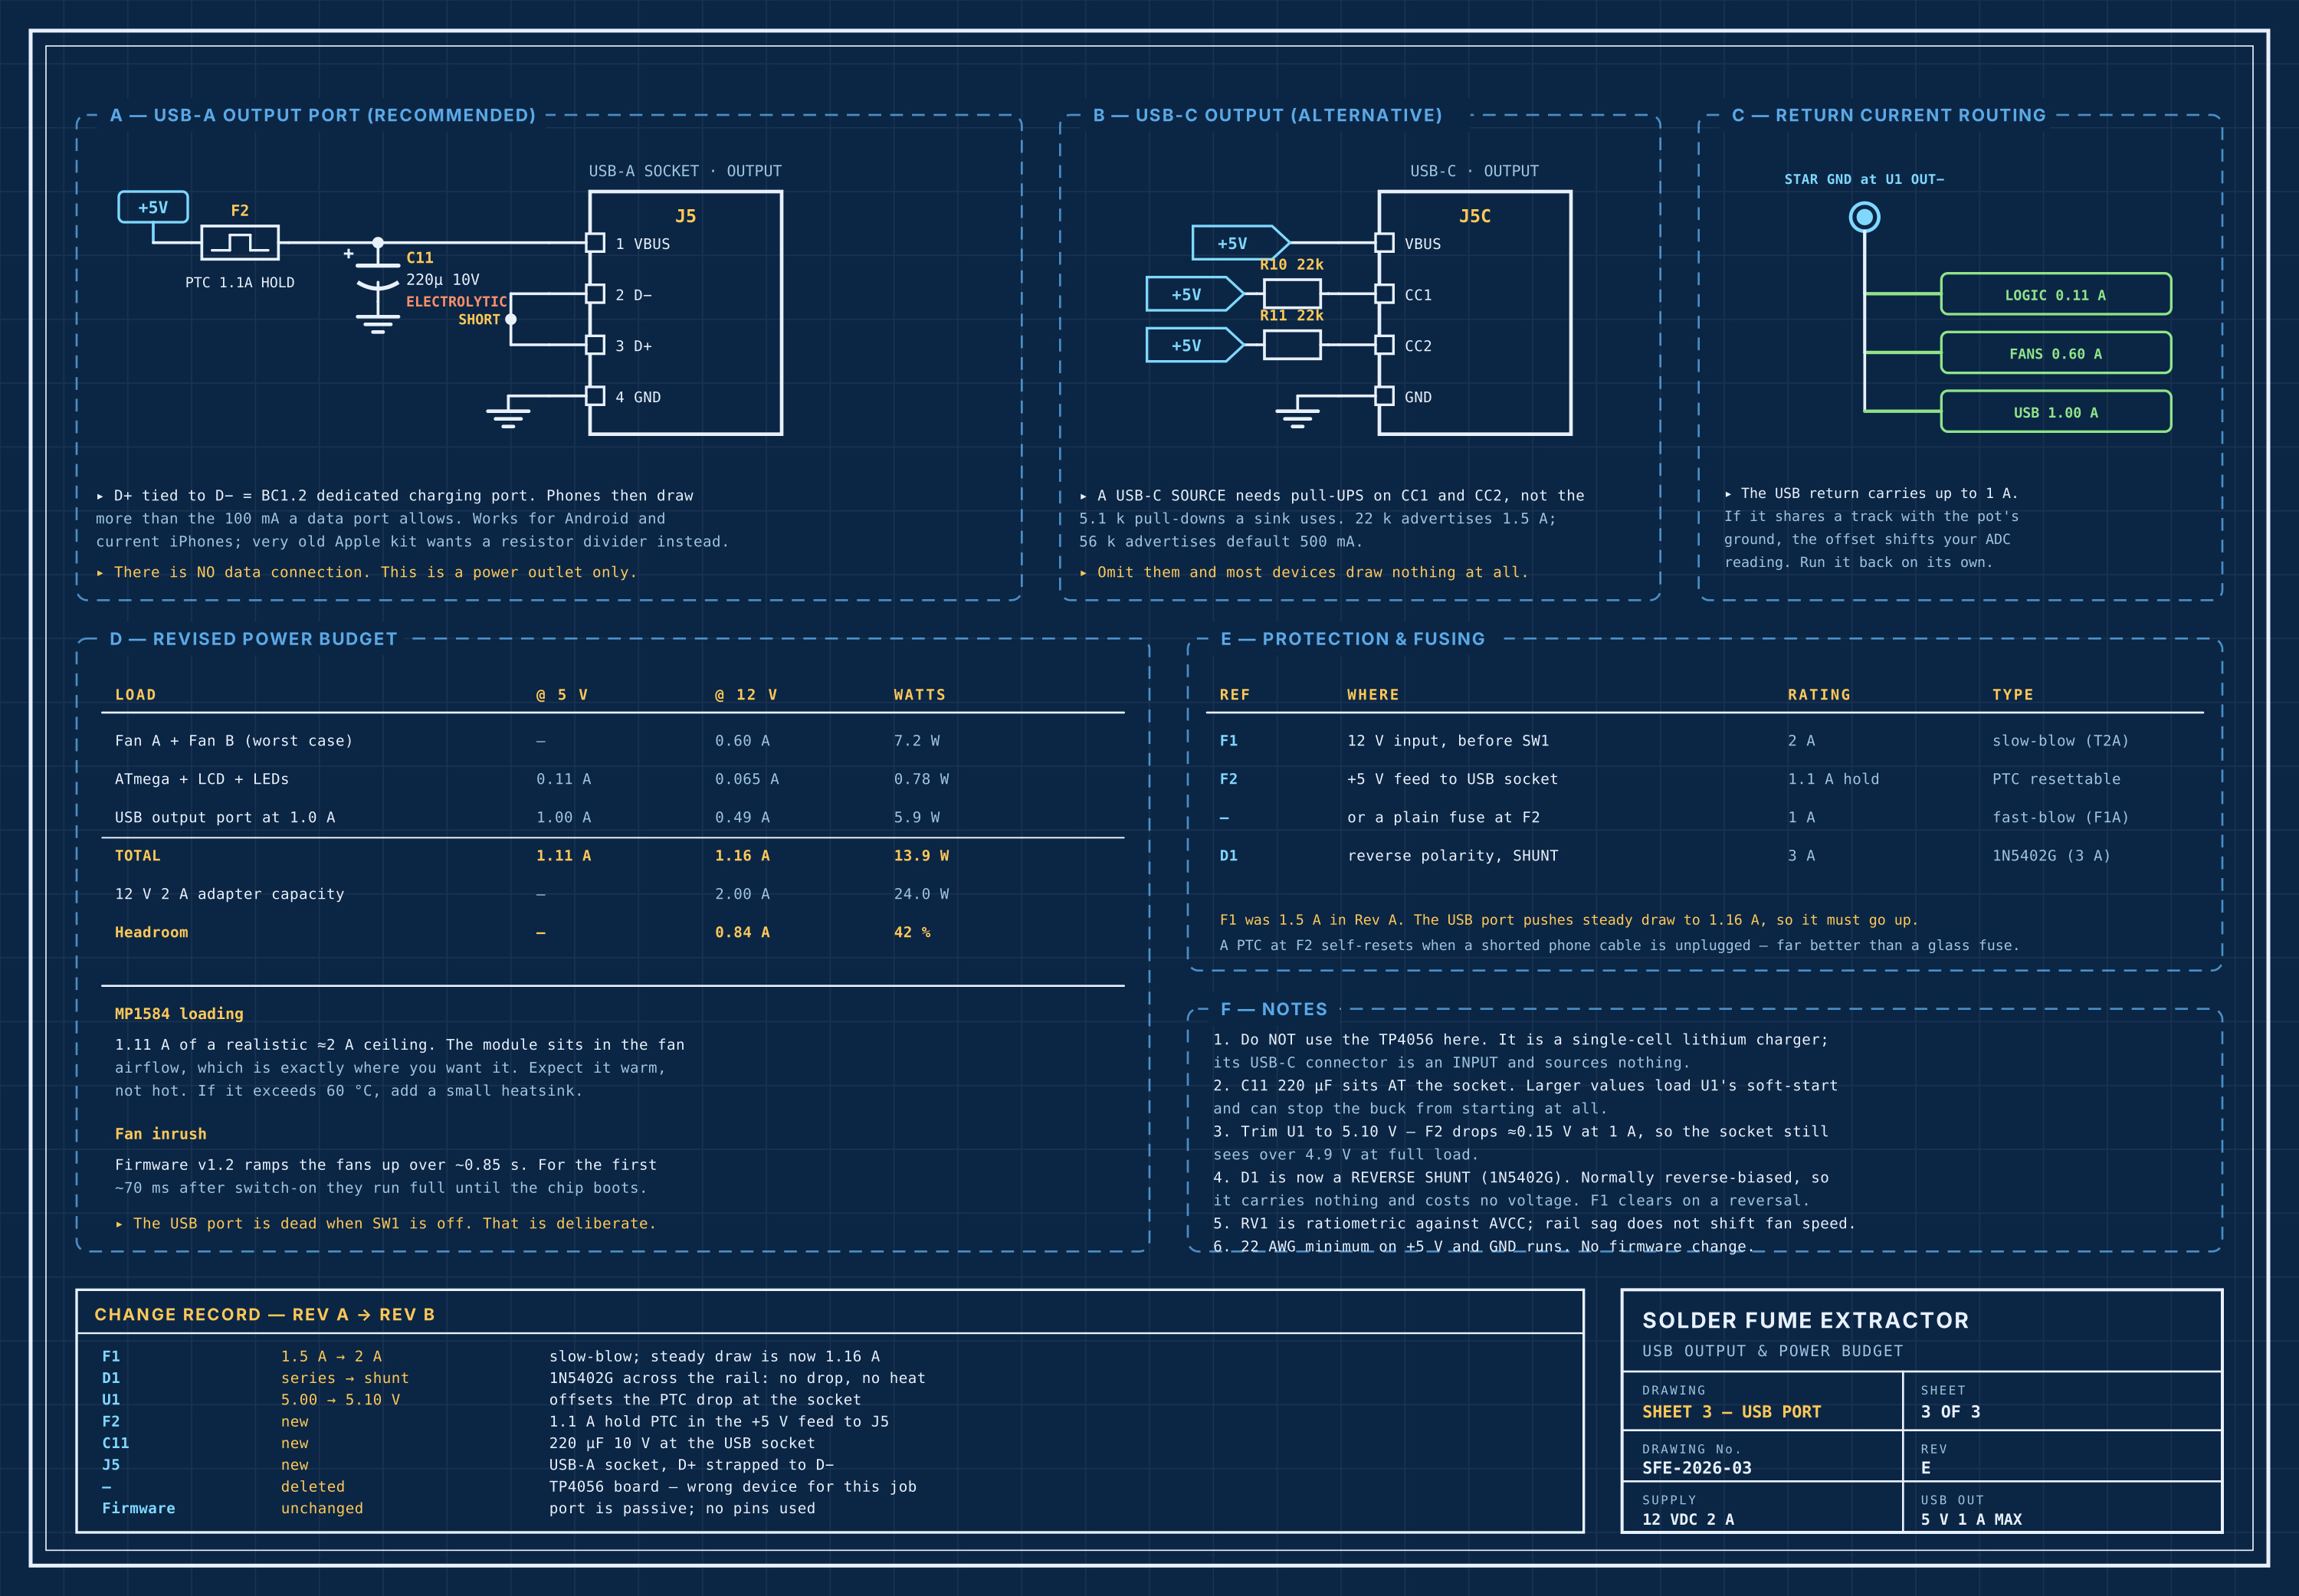 A — USB-A OUTPUT PORT (RECOMMENDED)
USB-A SOCKET · OUTPUT
+5V
F2
PTC 1.1A HOLD
+
C11
220µ 10V
ELECTROLYTIC
SHORT
J5
1 VBUS
2 D−
3 D+
4 GND
▸ D+ tied to D− = BC1.2 dedicated charging port. Phones then draw
more than the 100 mA a data port allows. Works for Android and
current iPhones; very old Apple kit wants a resistor divider instead.
▸ There is NO data connection. This is a power outlet only.
B — USB-C OUTPUT (ALTERNATIVE)
USB-C · OUTPUT
J5C
+5V
VBUS
R10 22k
+5V
CC1
R11 22k
+5V
CC2
GND
▸ A USB-C SOURCE needs pull-UPS on CC1 and CC2, not the
5.1 k pull-downs a sink uses. 22 k advertises 1.5 A;
56 k advertises default 500 mA.
▸ Omit them and most devices draw nothing at all.
C — RETURN CURRENT ROUTING
STAR GND at U1 OUT−
LOGIC 0.11 A
FANS 0.60 A
USB 1.00 A
▸ The USB return carries up to 1 A.
If it shares a track with the pot's
ground, the offset shifts your ADC
reading. Run it back on its own.
D — REVISED POWER BUDGET
LOAD @ 5 V @ 12 V WATTS
Fan A + Fan B (worst case) — 0.60 A 7.2 W
ATmega + LCD + LEDs 0.11 A 0.065 A 0.78 W
USB output port at 1.0 A 1.00 A 0.49 A 5.9 W
TOTAL 1.11 A 1.16 A 13.9 W
12 V 2 A adapter capacity — 2.00 A 24.0 W
Headroom — 0.84 A 42 %
MP1584 loading
1.11 A of a realistic ≈2 A ceiling. The module sits in the fan
airflow, which is exactly where you want it. Expect it warm,
not hot. If it exceeds 60 °C, add a small heatsink.
Fan inrush
Firmware v1.2 ramps the fans up over ~0.85 s. For the first
~70 ms after switch-on they run full until the chip boots.
▸ The USB port is dead when SW1 is off. That is deliberate.
E — PROTECTION & FUSING
REF WHERE RATING TYPE
F1 12 V input, before SW1 2 A slow-blow (T2A)
F2 +5 V feed to USB socket 1.1 A hold PTC resettable
— or a plain fuse at F2 1 A fast-blow (F1A)
D1 reverse polarity, SHUNT 3 A 1N5402G (3 A)
F1 was 1.5 A in Rev A. The USB port pushes steady draw to 1.16 A, so it must go up.
A PTC at F2 self-resets when a shorted phone cable is unplugged — far better than a glass fuse.
F — NOTES
1. Do NOT use the TP4056 here. It is a single-cell lithium charger;
its USB-C connector is an INPUT and sources nothing.
2. C11 220 µF sits AT the socket. Larger values load U1's soft-start
and can stop the buck from starting at all.
3. Trim U1 to 5.10 V — F2 drops ≈0.15 V at 1 A, so the socket still
sees over 4.9 V at full load.
4. D1 is now a REVERSE SHUNT (1N5402G). Normally reverse-biased, so
it carries nothing and costs no voltage. F1 clears on a reversal.
5. RV1 is ratiometric against AVCC; rail sag does not shift fan speed.
6. 22 AWG minimum on +5 V and GND runs. No firmware change.
CHANGE RECORD — REV A → REV B
F1 1.5 A → 2 A slow-blow; steady draw is now 1.16 A
D1 series → shunt 1N5402G across the rail: no drop, no heat
U1 5.00 → 5.10 V offsets the PTC drop at the socket
F2 new 1.1 A hold PTC in the +5 V feed to J5
C11 new 220 µF 10 V at the USB socket
J5 new USB-A socket, D+ strapped to D−
— deleted TP4056 board — wrong device for this job
Firmware unchanged port is passive; no pins used
SOLDER FUME EXTRACTOR
USB OUTPUT & POWER BUDGET
DRAWING SHEET
SHEET 3 — USB PORT 3 OF 3
DRAWING No. REV
SFE-2026-03 E
SUPPLY USB OUT
12 VDC 2 A 5 V 1 A MAX